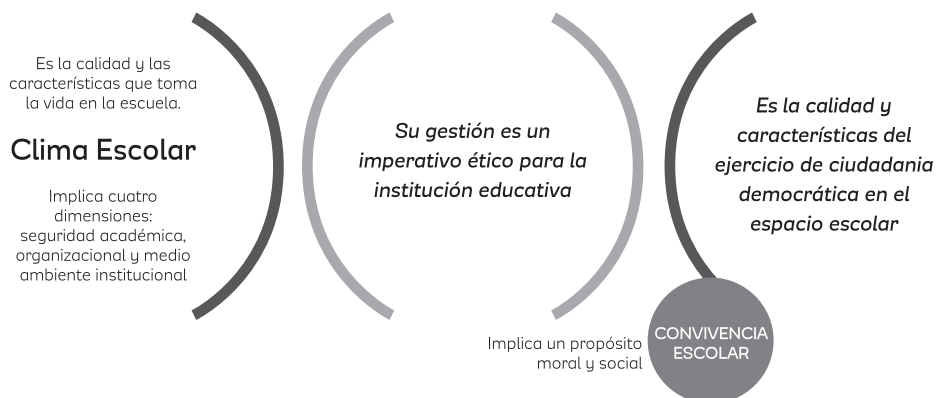 Es la calidad y las
características que toma
la vida en la escuela.
Clima Escolar
Implica cuatro
dimensiones:
seguridad académica,
organizacional y medio
ambiente institucional
Su gestión es un
imperativo ético para la
institución educativa
Es la calidad y
características del
ejercicio de ciudadania
democrática en el
espacio escolar
Implica un propósito
moral y social
CONVIVENCIA
ESCOLAR